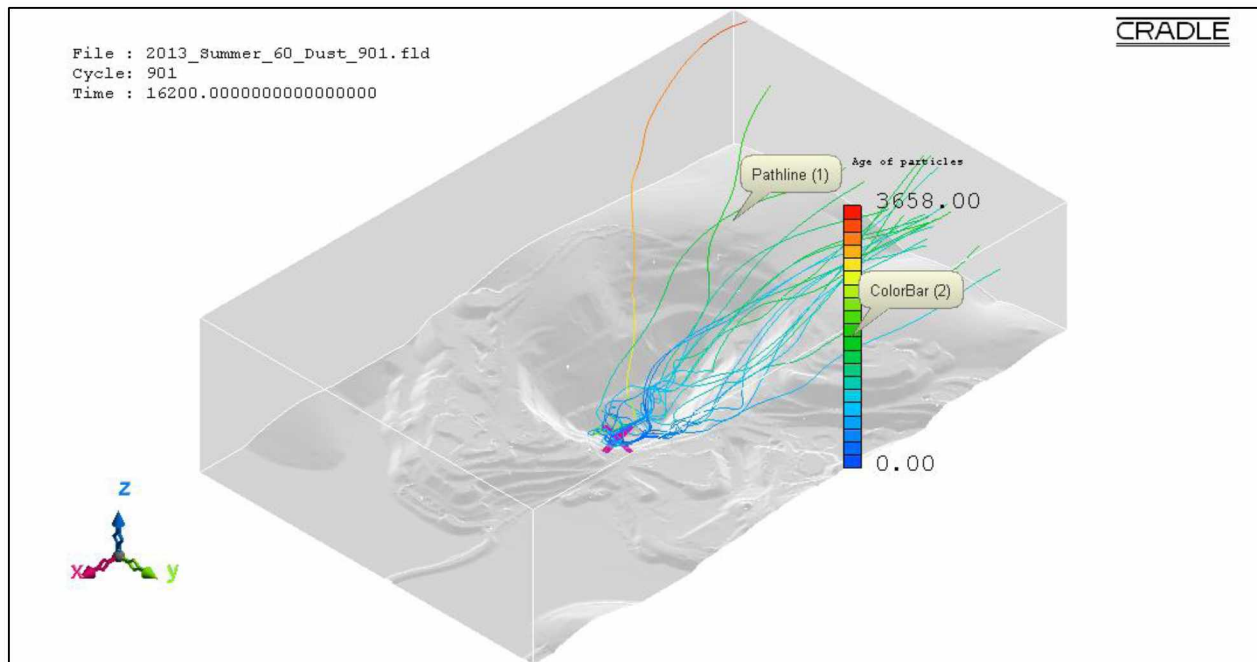 File : 2013_Summer_60_Dust_901.fld
Cycle: 901
Time : 16200.0000000000000000
CRADLE
Pathline (1)
Age of particles
3658.00
ColorBar (2)
0.00
z
x
y